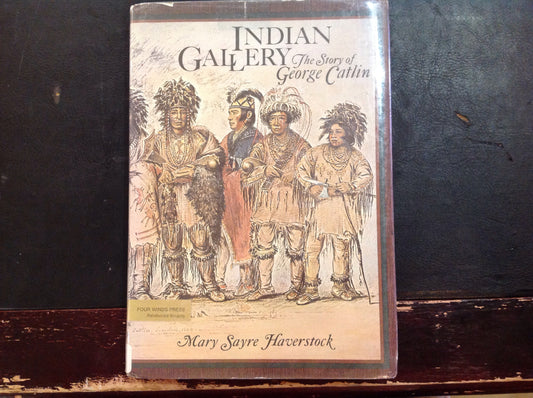 INDIAN
GALLERY The Story of
George Catlin
FOUR WINDS PRESS
Mary Sayre Haverstock